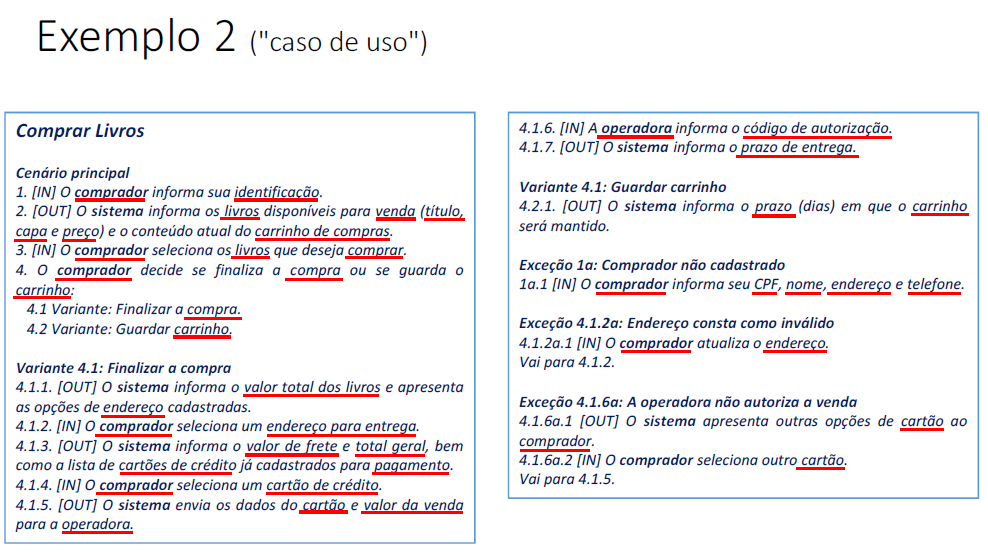 Exemplo 2 ("caso de uso")
Comprar Livros
Cenário principal
1. [IN] O comprador informa sua identificação.
2. [OUT] O sistema informa os livros disponíveis para venda (título,
capa e preço) e o conteúdo atual do carrinho de compras.
3. [IN] O comprador seleciona os livros que deseja comprar.
4. O comprador decide se finaliza a compra ou se guarda o
carrinho:
4.1 Variante: Finalizar a compra.
4.2 Variante: Guardar carrinho.
Variante 4.1: Finalizar a compra
4.1.1. [OUT] O sistema informa o valor total dos livros e apresenta
as opções de endereço cadastradas.
4.1.2. [IN] O comprador seleciona um endereço para entrega.
4.1.3. [OUT] O sistema informa o valor de frete e total geral, bem
como a lista de cartões de crédito já cadastrados para pagamento.
4.1.4. [IN] O comprador seleciona um cartão de crédito.
4.1.5. [OUT] O sistema envia os dados do cartão e valor da venda
para a operadora.
4.1.6. [IN] A operadora informa o código de autorização.
4.1.7. [OUT] O sistema informa o prazo de entrega.
Variante 4.1: Guardar carrinho
4.2.1. [OUT] O sistema informa o prazo (dias) em que o carrinho
será mantido.
Exceção 1a: Comprador não cadastrado
1a.1 [IN] O comprador informa seu CPF, nome, endereço e telefone.
Exceção 4.1.2a: Endereço consta como inválido
4.1.2a.1 [IN] O comprador atualiza o endereço.
Vai para 4.1.2.
Exceção 4.1.6a: A operadora não autoriza a venda
4.1.6a.1 [OUT] O sistema apresenta outras opções de cartão ao
comprador.
4.1.6a.2 [IN] O comprador seleciona outro cartão.
Vai para 4.1.5.